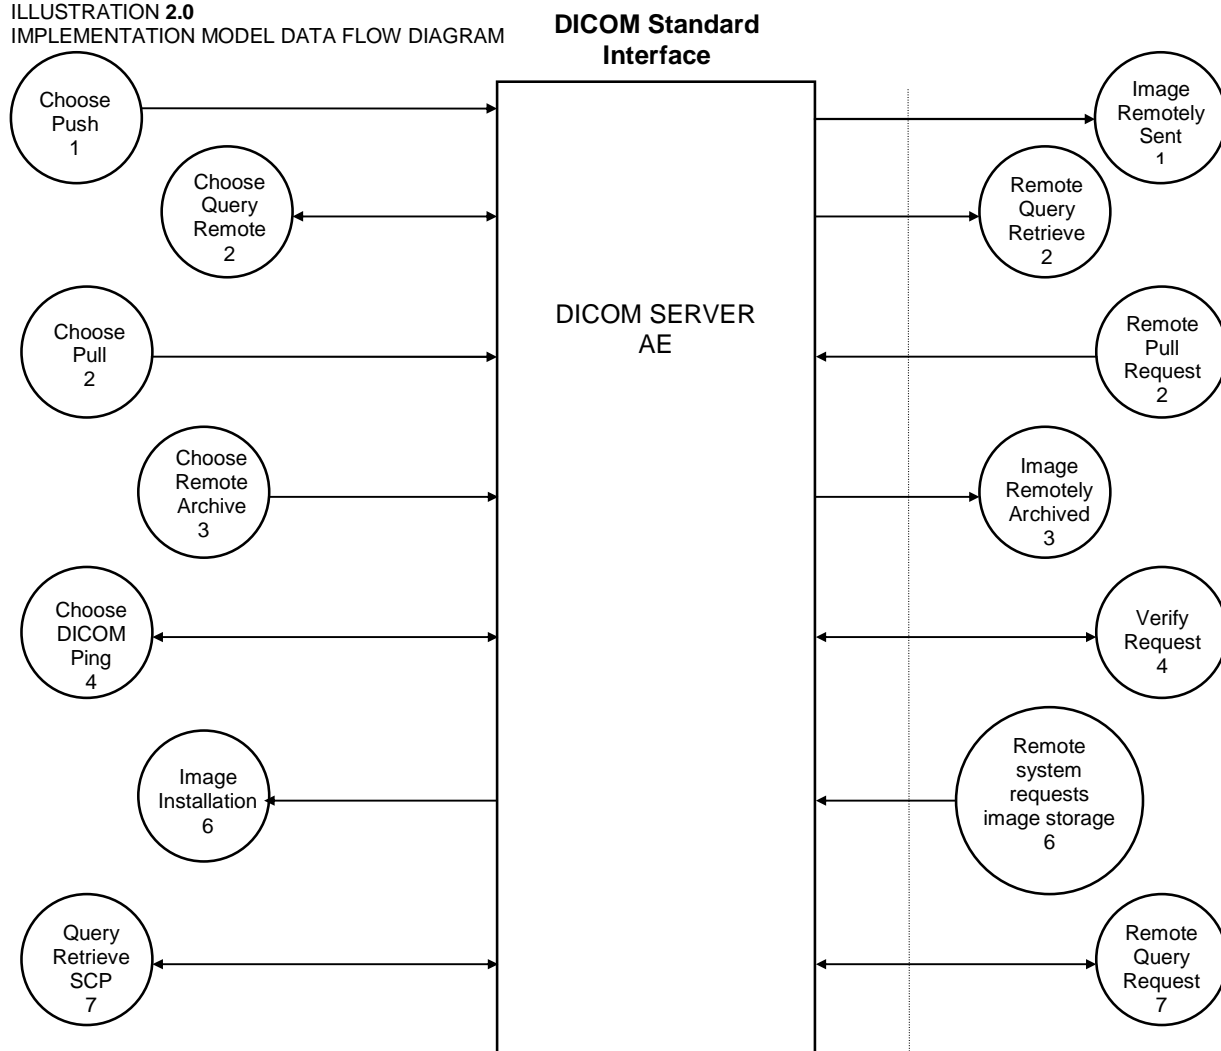 ILLUSTRATION 2.0
IMPLEMENTATION MODEL DATA FLOW DIAGRAM
DICOM Standard
Interface
Choose
Push
1
Image
Remotely
Sent
1
Choose
Query
Remote
2
Remote
Query
Retrieve
2
DICOM SERVER
AE
Choose
Pull
2
Remote
Pull
Request
2
Choose
Remote
Archive
3
Image
Remotely
Archived
3
Choose
DICOM
Ping
4
Verify
Request
4
Image
Installation
6
Remote
system
requests
image storage
6
Query
Retrieve
SCP
7
Remote
Query
Request
7